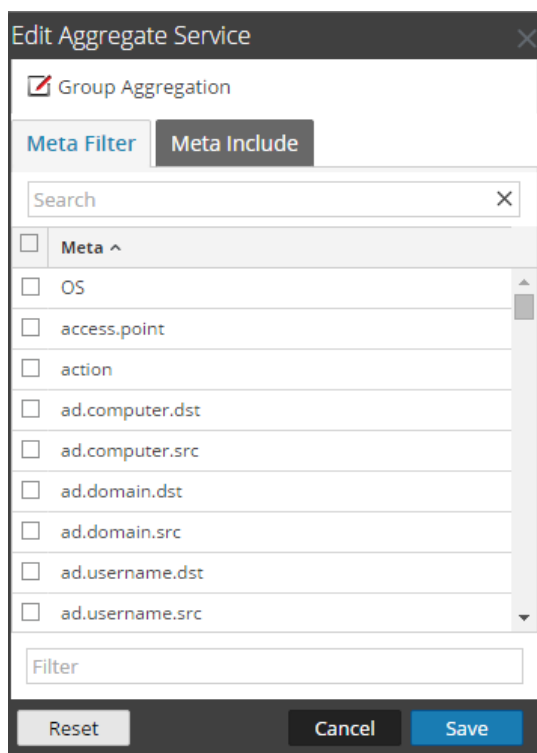 Edit Aggregate Service
Group Aggregation
Meta Filter
Meta Include
Search
Meta
OS
access.point
action
ad.computer.dst
ad.computer.src
ad.domain.dst
ad.domain.src
ad.username.dst
ad.username.src
Filter
Reset
Cancel
Save